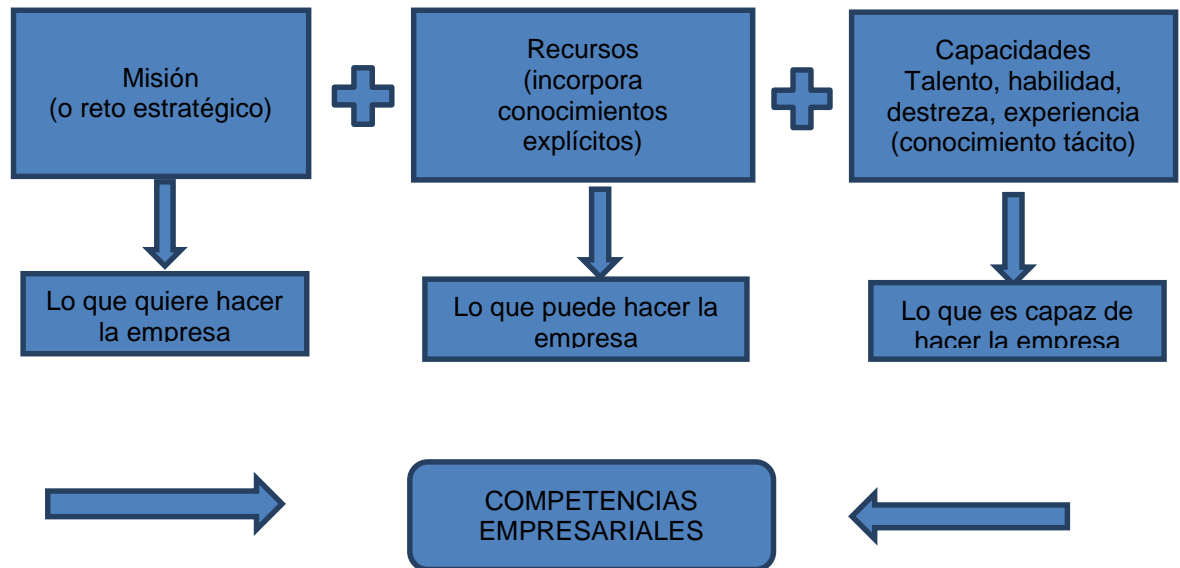 Misión
(o reto estratégico)
Recursos
(incorpora
conocimientos
explícitos)
Capacidades
Talento, habilidad,
destreza, experiencia
(conocimiento tácito)
Lo que quiere hacer
la empresa
Lo que puede hacer la
empresa
Lo que es capaz de
hacer la empresa
COMPETENCIAS
EMPRESARIALES